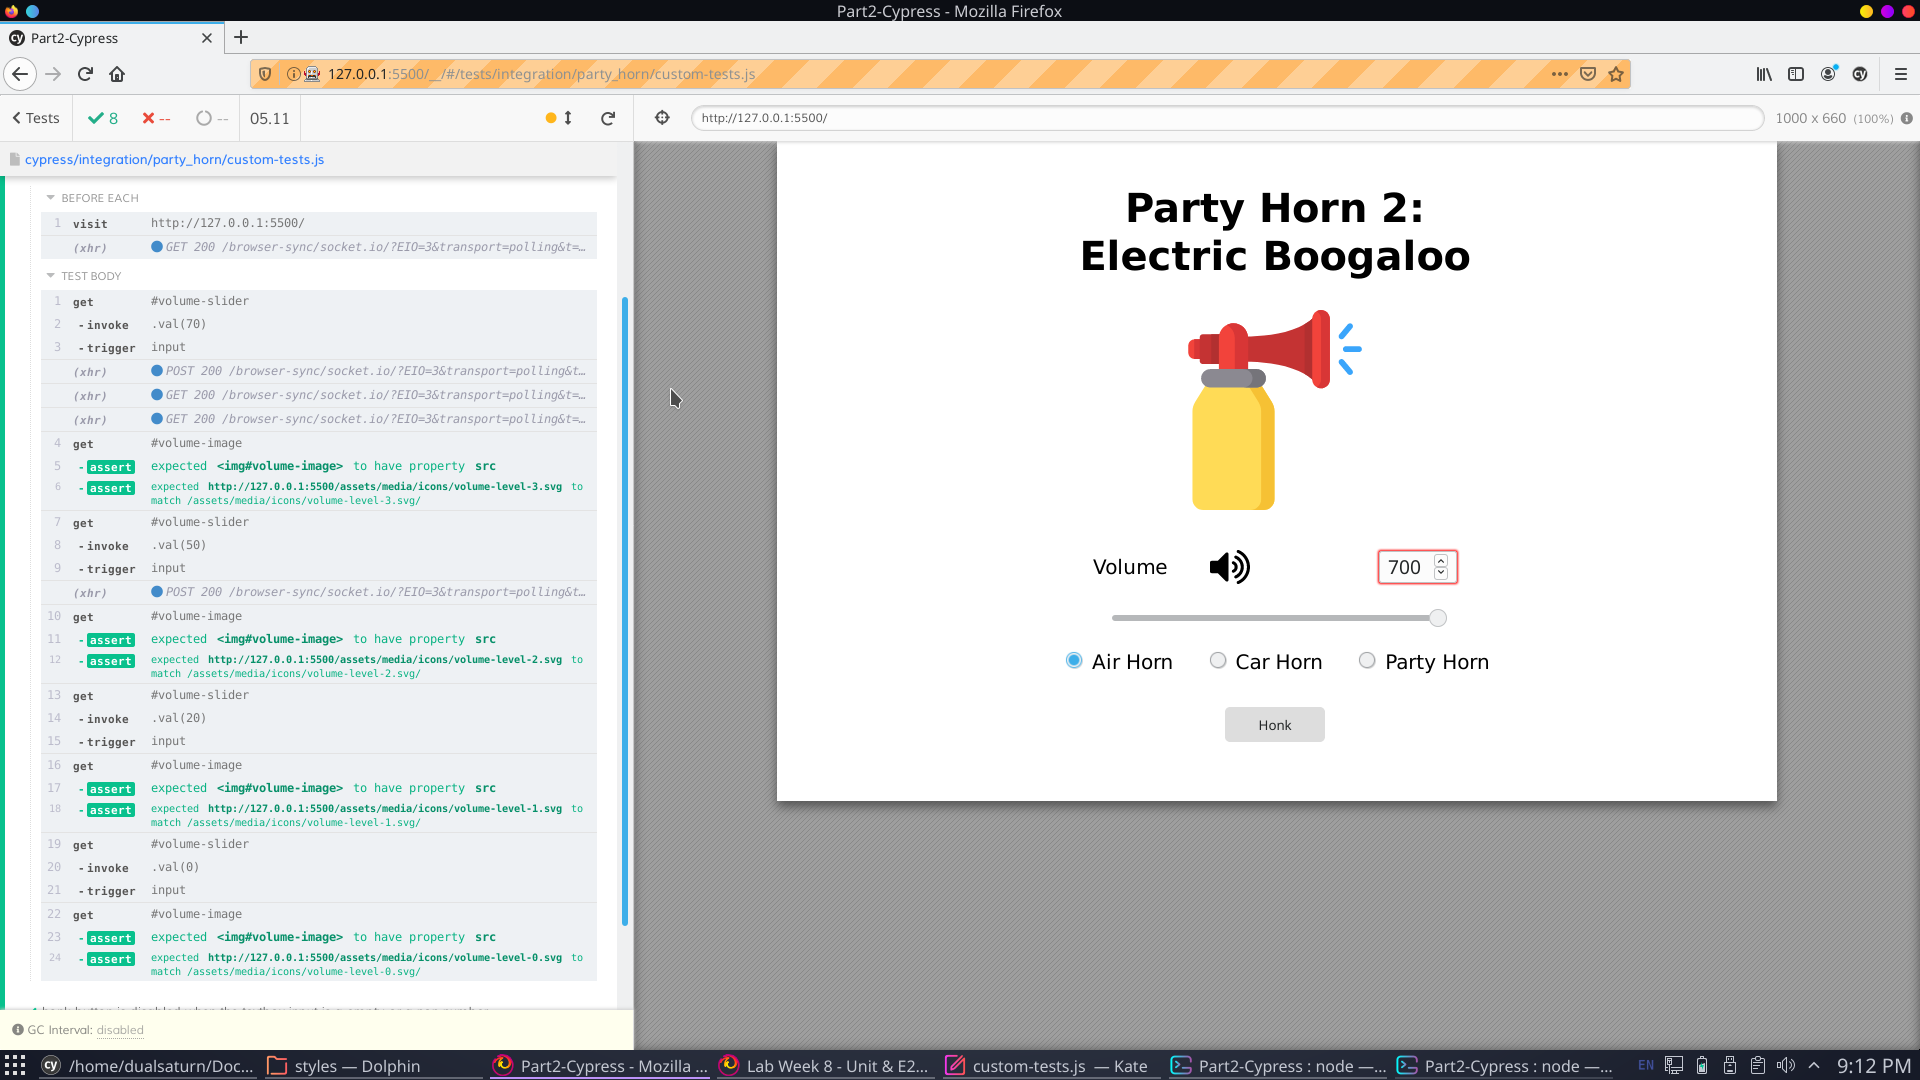 Part2-Cypress - Mozilla Firefox
cy Part2-Cypress
127.0.0.1:5500/__/#/tests/integration/party_horn/custom-tests.js
cy
Tests 8 -- -- 05.11
http://127.0.0.1:5500/ 1000 x 660 (100%)
cypress/integration/party_horn/custom-tests.js
BEFORE EACH
1 visit http://127.0.0.1:5500/
(xhr) GET 200 /browser-sync/socket.io/?EIO=3&transport=polling&t=…
TEST BODY
1 get #volume-slider
2 -invoke .val(70)
3 -trigger input
(xhr) POST 200 /browser-sync/socket.io/?EIO=3&transport=polling&t…
(xhr) GET 200 /browser-sync/socket.io/?EIO=3&transport=polling&t=…
(xhr) GET 200 /browser-sync/socket.io/?EIO=3&transport=polling&t=…
4 get #volume-image
5 -assert expected <img#volume-image> to have property src
6 -assert expected http://127.0.0.1:5500/assets/media/icons/volume-level-3.svg to
match /assets/media/icons/volume-level-3.svg/
7 get #volume-slider
8 -invoke .val(50)
9 -trigger input
(xhr) POST 200 /browser-sync/socket.io/?EIO=3&transport=polling&t…
10 get #volume-image
11 -assert expected <img#volume-image> to have property src
12 -assert expected http://127.0.0.1:5500/assets/media/icons/volume-level-2.svg to
match /assets/media/icons/volume-level-2.svg/
13 get #volume-slider
14 -invoke .val(20)
15 -trigger input
16 get #volume-image
17 -assert expected <img#volume-image> to have property src
18 -assert expected http://127.0.0.1:5500/assets/media/icons/volume-level-1.svg to
match /assets/media/icons/volume-level-1.svg/
19 get #volume-slider
20 -invoke .val(0)
21 -trigger input
22 get #volume-image
23 -assert expected <img#volume-image> to have property src
24 -assert expected http://127.0.0.1:5500/assets/media/icons/volume-level-0.svg to
match /assets/media/icons/volume-level-0.svg/
GC Interval: disabled
Party Horn 2:
Electric Boogaloo
Volume 700
Air Horn Car Horn Party Horn
Honk
cy /home/dualsaturn/Doc... styles — Dolphin Part2-Cypress - Mozilla ... Lab Week 8 - Unit & E2... custom-tests.js — Kate Part2-Cypress : node —... Part2-Cypress : node —... EN 9:12 PM